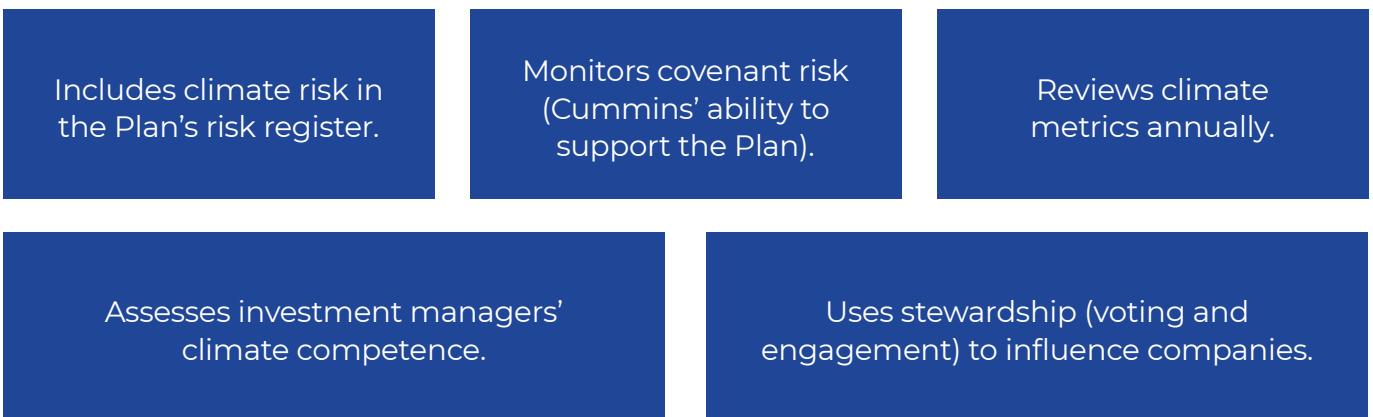 Includes climate risk in
the Plan’s risk register.
Monitors covenant risk
(Cummins’ ability to
support the Plan).
Reviews climate
metrics annually.
Assesses investment managers’
climate competence.
Uses stewardship (voting and
engagement) to influence companies.